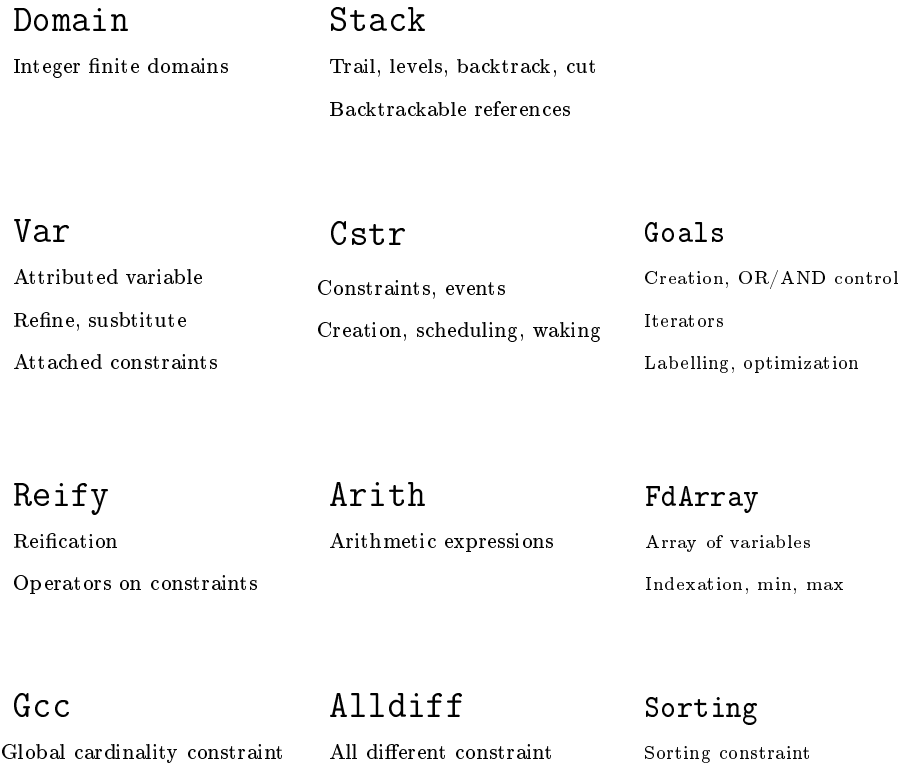 Domain
Integer finite domains
Stack
Trail, levels, backtrack, cut
Backtrackable references
Var
Attributed variable
Refine, susbtitute
Attached constraints
Cstr
Constraints, events
Creation, scheduling, waking
Goals
Creation, OR/AND control
Iterators
Labelling, optimization
Reify
Reification
Operators on constraints
Arith
Arithmetic expressions
FdArray
Array of variables
Indexation, min, max
Gcc
Global cardinality constraint
Alldiff
All different constraint
Sorting
Sorting constraint